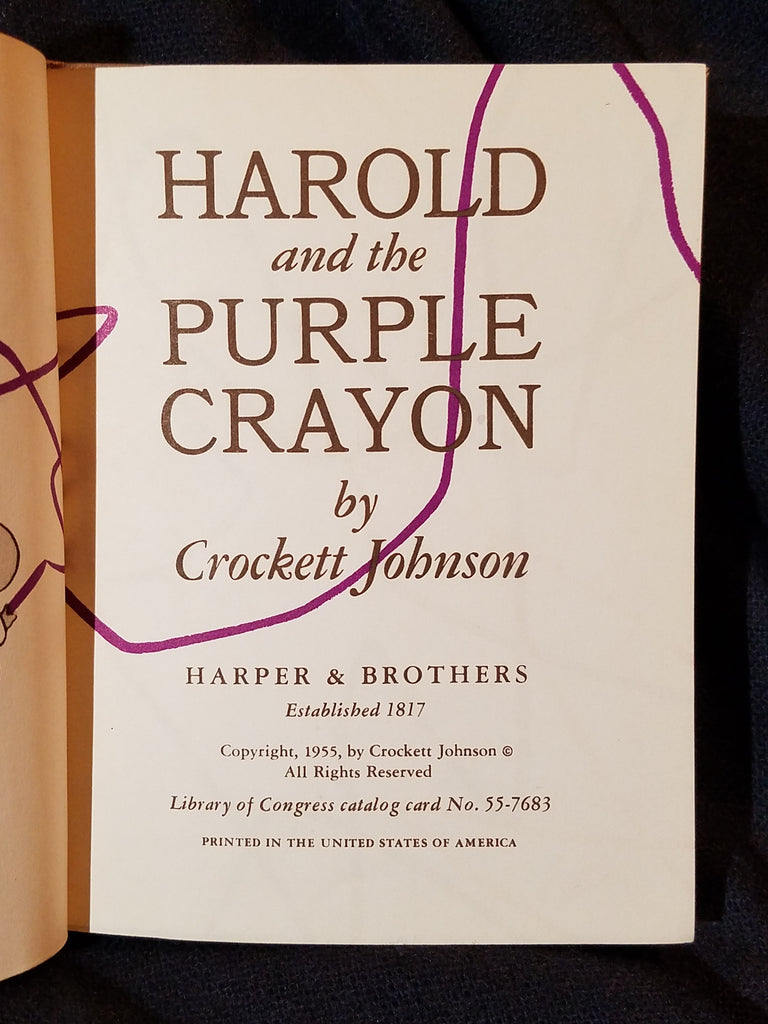 HAROLD
and the
PURPLE
CRAYON
by
Crockett Johnson
HARPER & BROTHERS
Established 1817
Copyright, 1955, by Crockett Johnson ©
All Rights Reserved
Library of Congress catalog card No. 55-7683
PRINTED IN THE UNITED STATES OF AMERICA